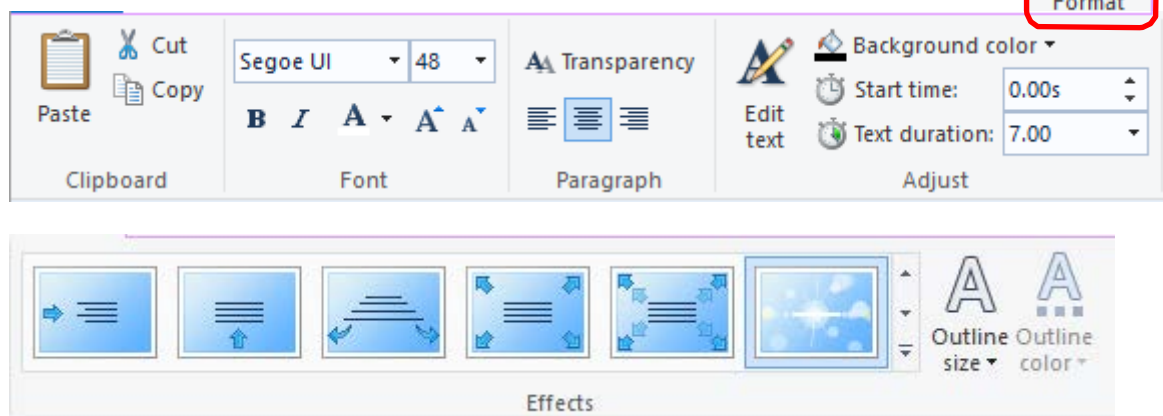 Format
Cut
Copy
Paste
Clipboard
Segoe UI
48
B I A A A
Font
AA Transparency
Paragraph
A
Edit
text
Background color
Start time: 0.00s
Text duration: 7.00
Adjust
A A
Outline Outline
size color
Effects